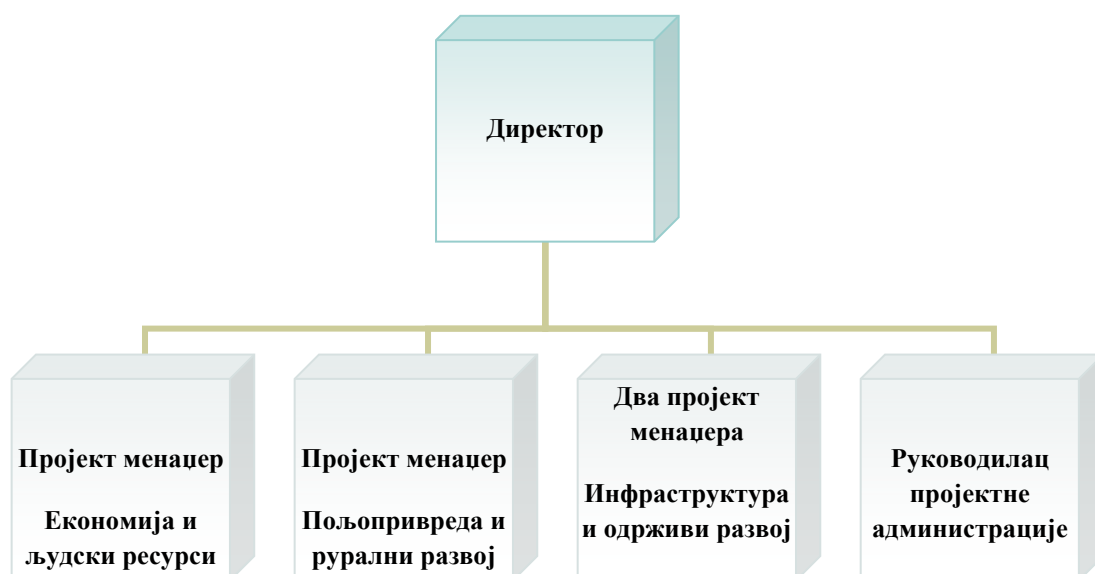 Директор
Пројект менаџер
Економија и
људски ресурси
Пројект менаџер
Пољопривреда и
рурални развој
Два пројект
менаџера
Инфраструктура
и одрживи развој
Руководилац
пројектне
администрације